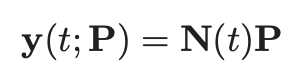 y(t; P) = N(t)P